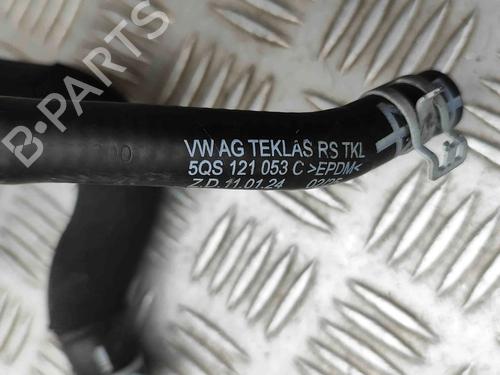 B-PARTS
VW AG TEKLAS RS TKL
5QS 121 053 C >EPDM<
Z.D 11.01.24